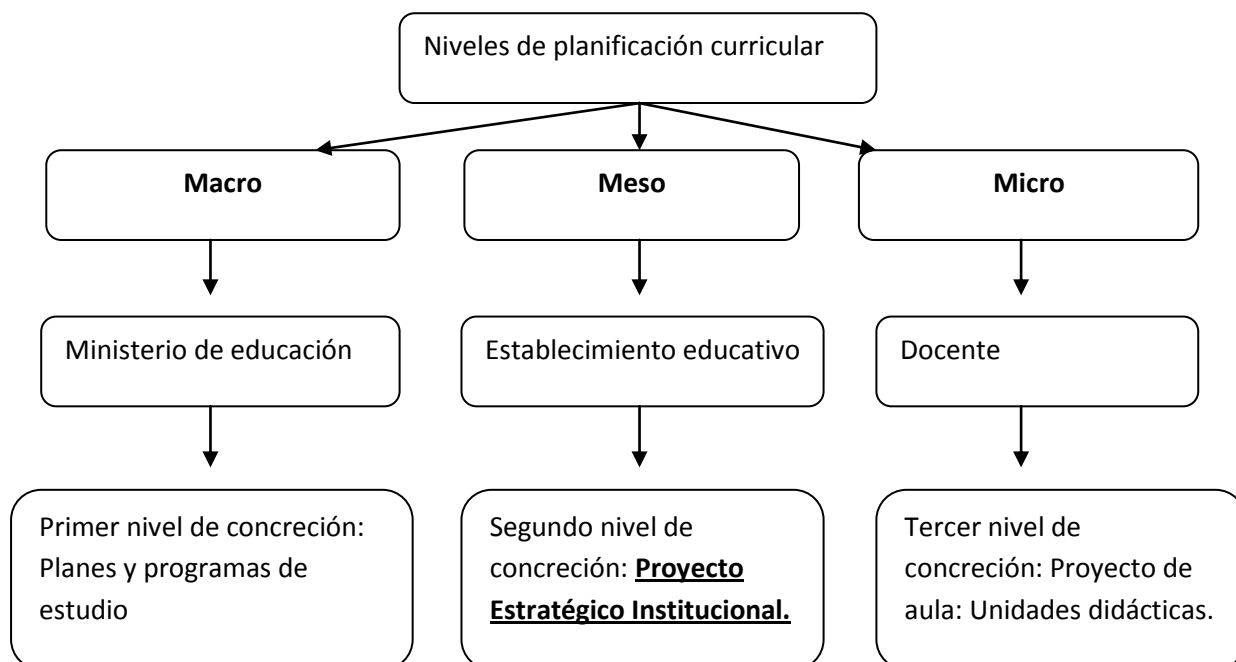 Niveles de planificación curricular
Macro
Meso
Micro
Ministerio de educación
Establecimiento educativo
Docente
Primer nivel de concreción:
Planes y programas de
estudio
Segundo nivel de
concreción: Proyecto
Estratégico Institucional.
Tercer nivel de
concreción: Proyecto de
aula: Unidades didácticas.